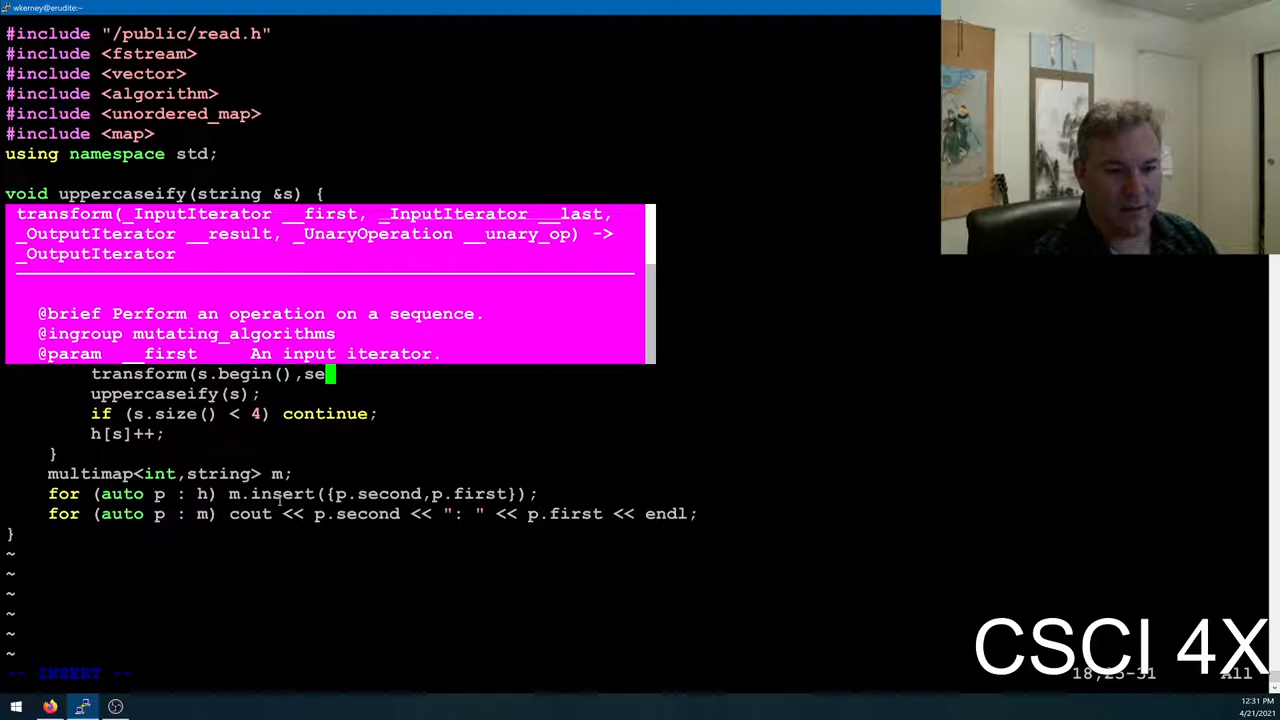 wkerney@erudite:~
#include "/public/read.h"
#include <fstream>
#include <vector>
#include <algorithm>
#include <unordered_map>
#include <map>
using namespace std;
void uppercaseify(string &s) {
transform(_InputIterator __first, _InputIterator __last,
_OutputIterator __result, _UnaryOperation __unary_op) ->
_OutputIterator
@brief Perform an operation on a sequence.
@ingroup mutating_algorithms
@param __first An input iterator.
transform(s.begin(),se
uppercaseify(s);
if (s.size() < 4) continue;
h[s]++;
}
multimap<int,string> m;
for (auto p : h) m.insert({p.second,p.first});
for (auto p : m) cout << p.second << ": " << p.first << endl;
}
~
~
~
~
~
~
-- INSERT --
All
CSCI 4X
12:31 PM
4/21/2021